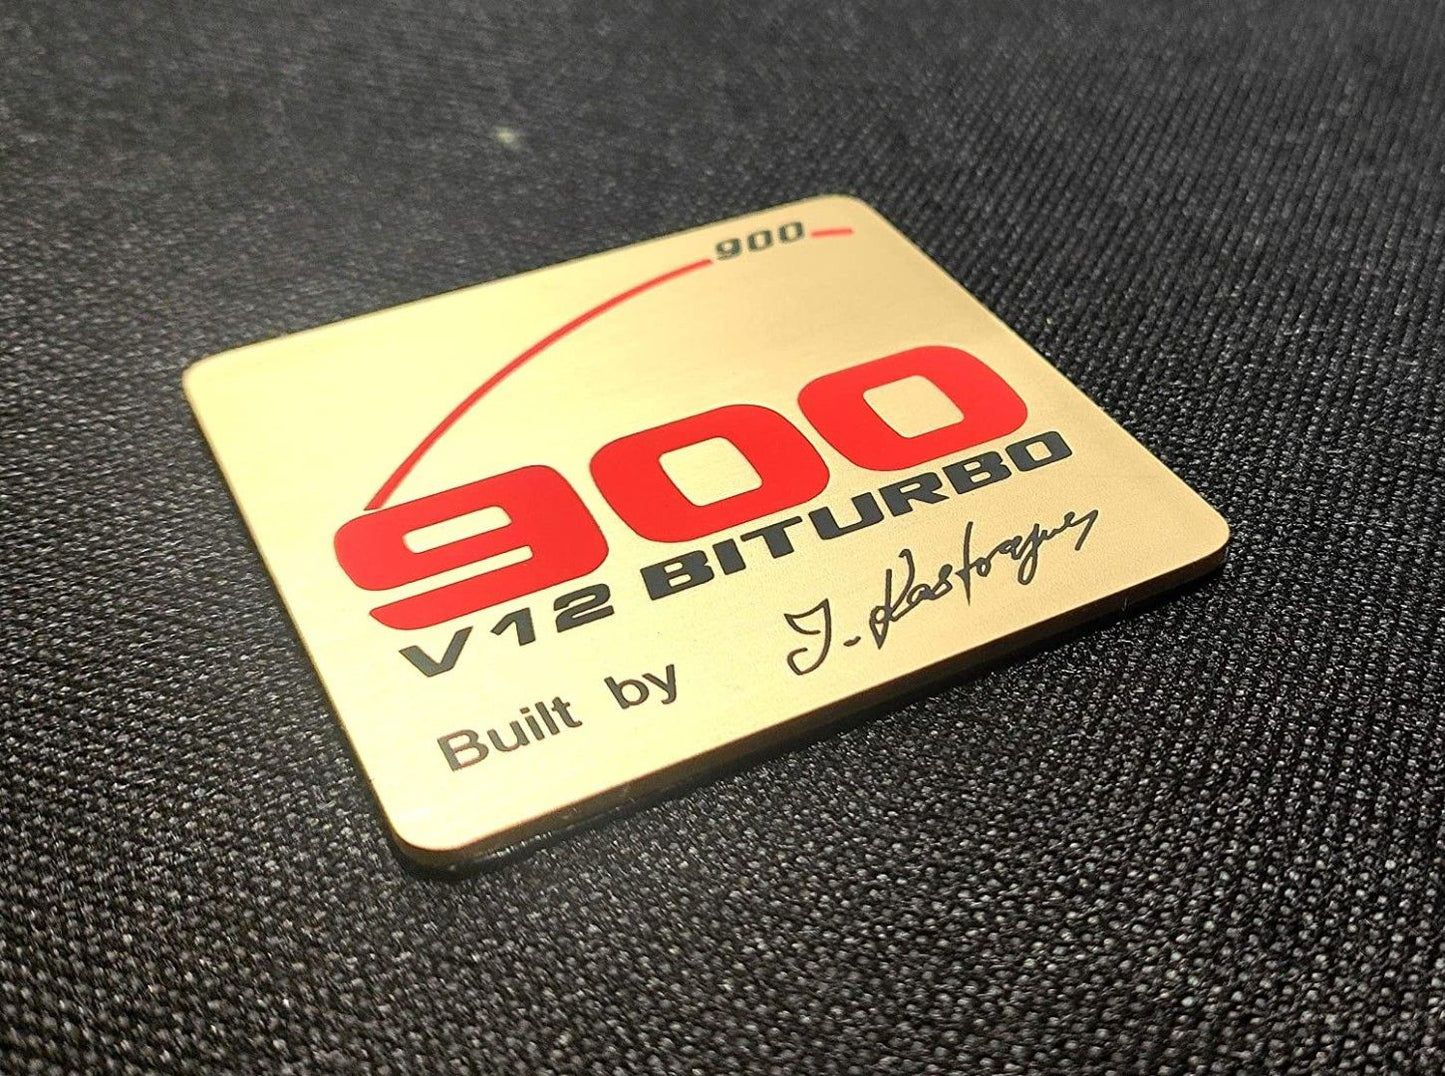 900
900
V12 BITURBO
Built by J.